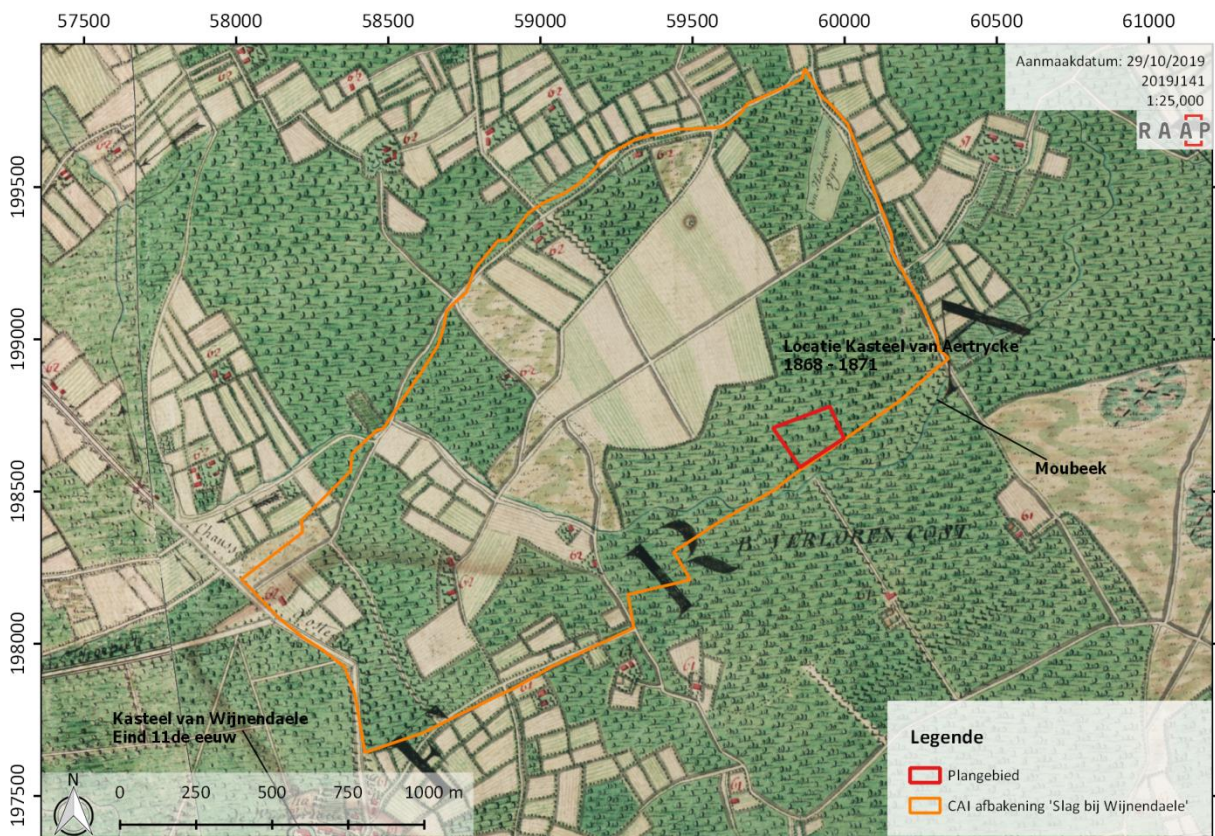 57500 58000 58500 59000 59500 60000 60500 61000
Aanmaakdatum: 29/10/2019
2019J141
1:25,000
RAAP
199500
199000
198500
198000
197500
Locatie Kasteel van Aertrycke
1868 - 1871
Moubeek
Chaussé
B. VERLOREN COST
Kasteel van Wijnendaele
Eind 11de eeuw
N
0 250 500 750 1000 m
Legende
Plangebied
CAI afbakening 'Slag bij Wijnendaele'